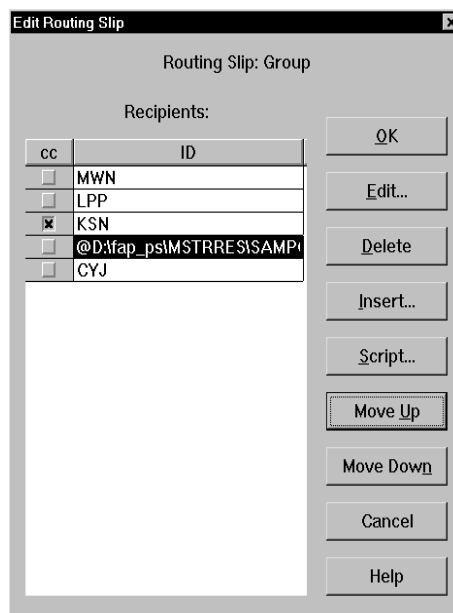 Edit Routing Slip
Routing Slip: Group
Recipients:
cc ID
MWN
LPP
KSN
@D:\fap_ps\MSTRRES\SAMP
CYJ
OK
Edit...
Delete
Insert...
Script...
Move Up
Move Down
Cancel
Help